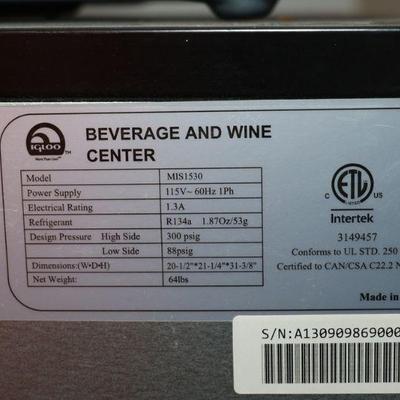 IGLOO TM
More Than Cool™
BEVERAGE AND WINE
CENTER
Model MIS1530
Power Supply 115V~ 60Hz 1Ph
Electrical Rating 1.3A
Refrigerant R134a 1.87Oz/53g
Design Pressure High Side 300 psig
Low Side 88psig
Dimensions:(W•D•H) 20-1/2"*21-1/4"*31-3/8"
Net Weight: 64lbs
C ETL US
Intertek
3149457
Conforms to UL STD. 250
Certified to CAN/CSA C22.2 N
Made in
S/N:A13090986900